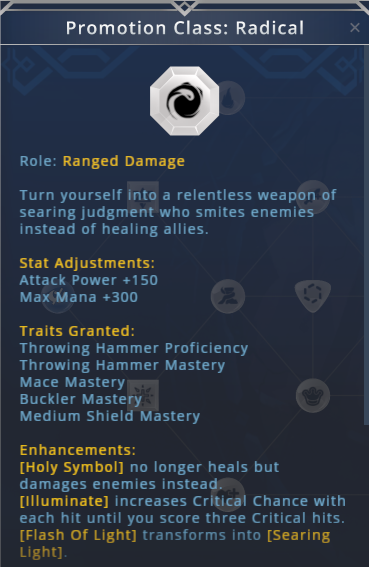 Promotion Class: Radical
Role: Ranged Damage
Turn yourself into a relentless weapon of
searing judgment who smites enemies
instead of healing allies.
Stat Adjustments:
Attack Power +150
Max Mana +300
Traits Granted:
Throwing Hammer Proficiency
Throwing Hammer Mastery
Mace Mastery
Buckler Mastery
Medium Shield Mastery
Enhancements:
[Holy Symbol] no longer heals but
damages enemies instead.
[Illuminate] increases Critical Chance with
each hit until you score three Critical hits.
[Flash Of Light] transforms into [Searing
Light].